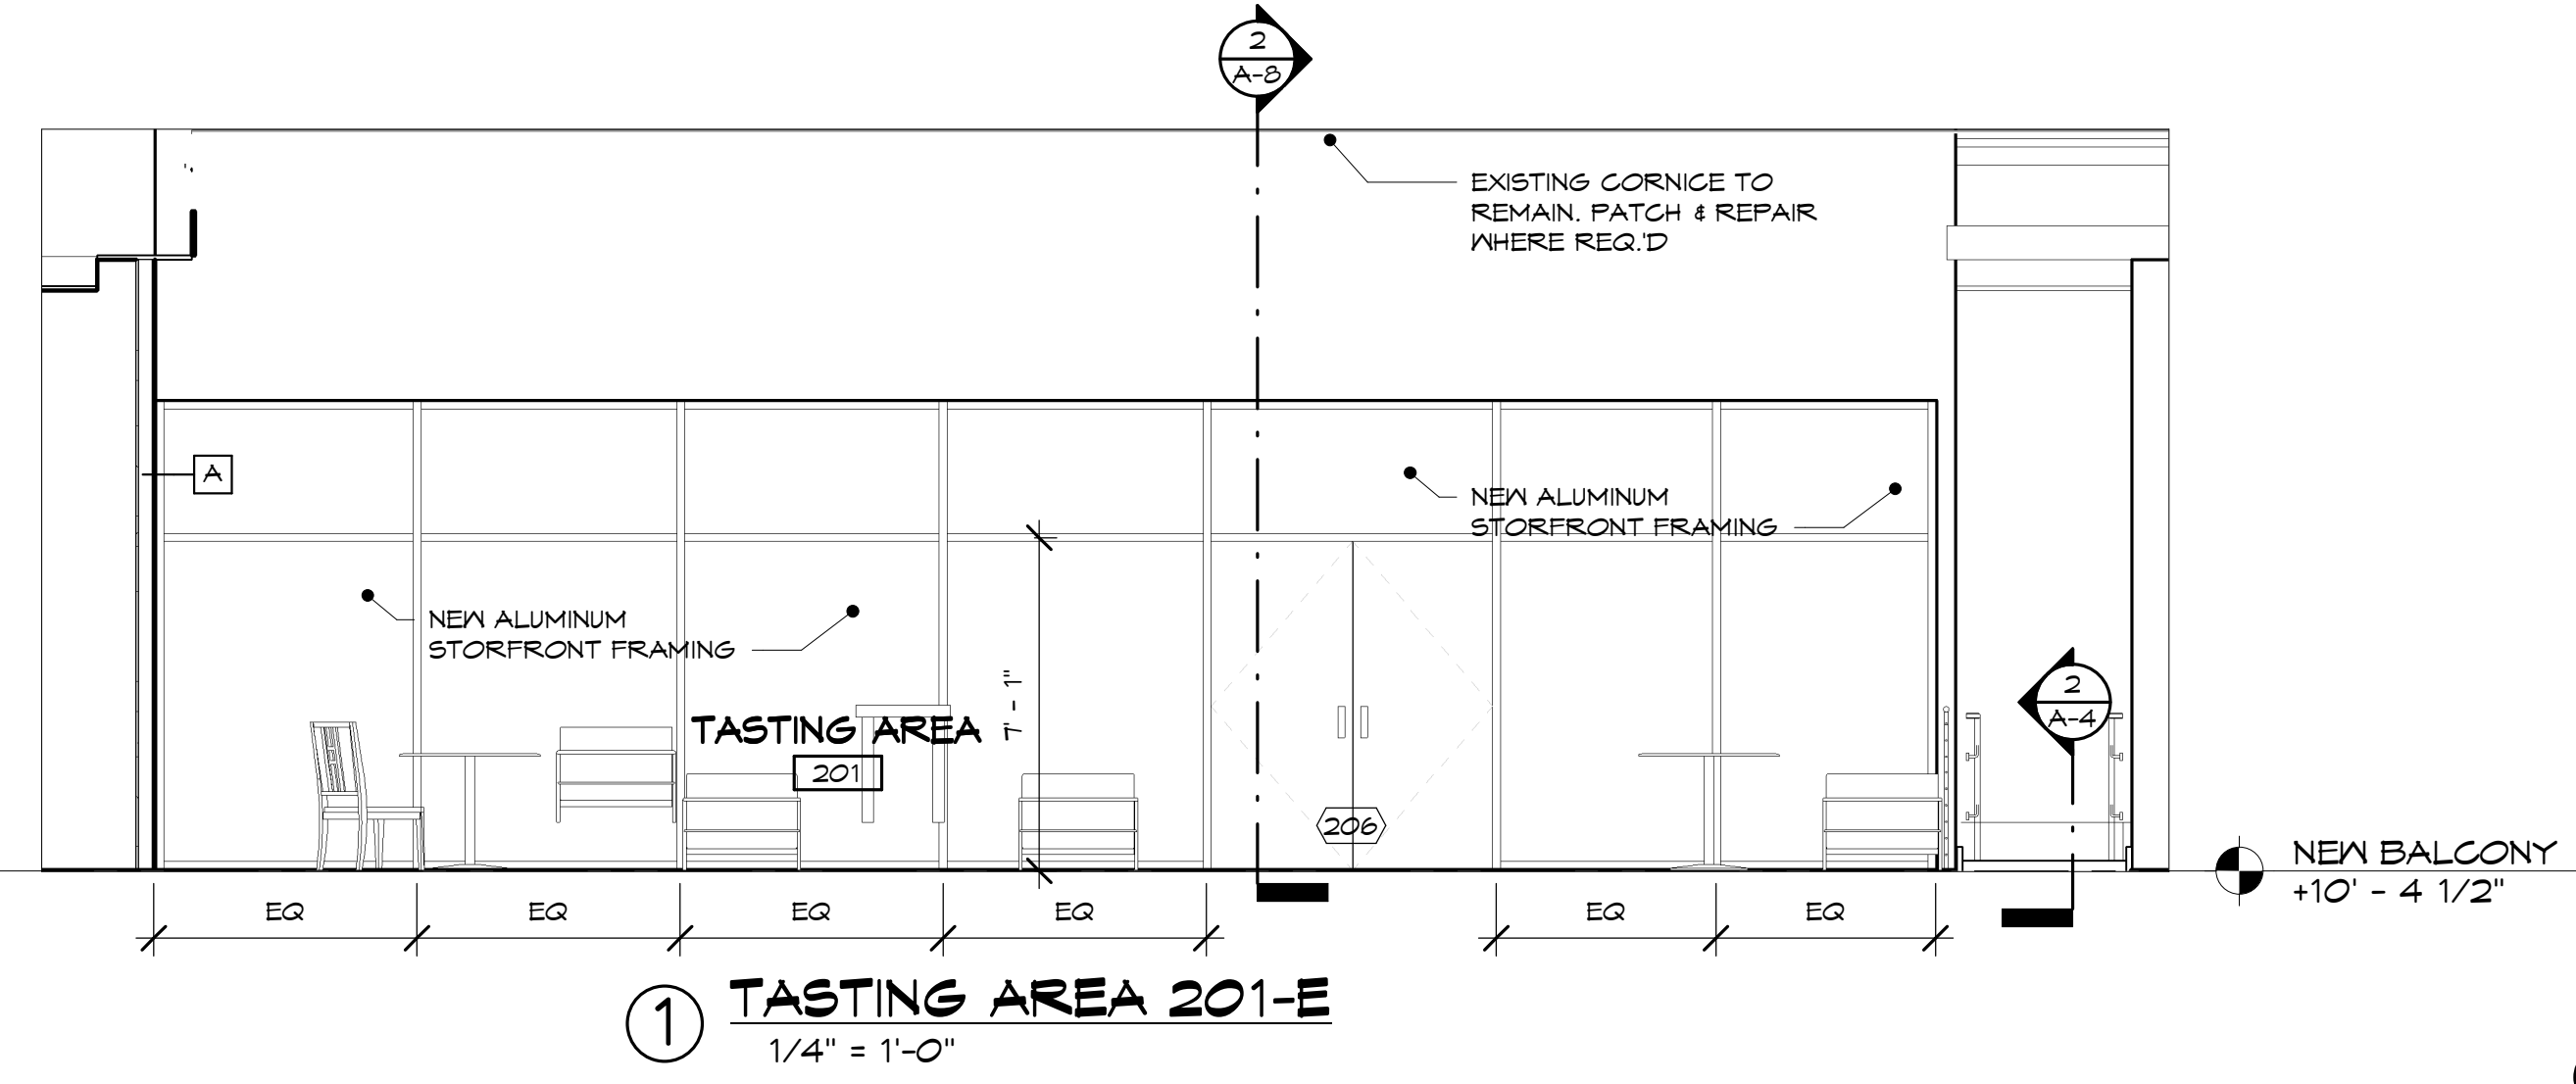 2
A-8
EXISTING CORNICE TO
REMAIN. PATCH & REPAIR
WHERE REQ.'D
A
NEW ALUMINUM
STORFRONT FRAMING
NEW ALUMINUM
STORFRONT FRAMING
7' - 1"
TASTING AREA
201
2
A-4
206
NEW BALCONY
+10' - 4 1/2"
EQ
EQ
EQ
EQ
EQ
EQ
1
TASTING AREA 201-E
1/4" = 1'-0"